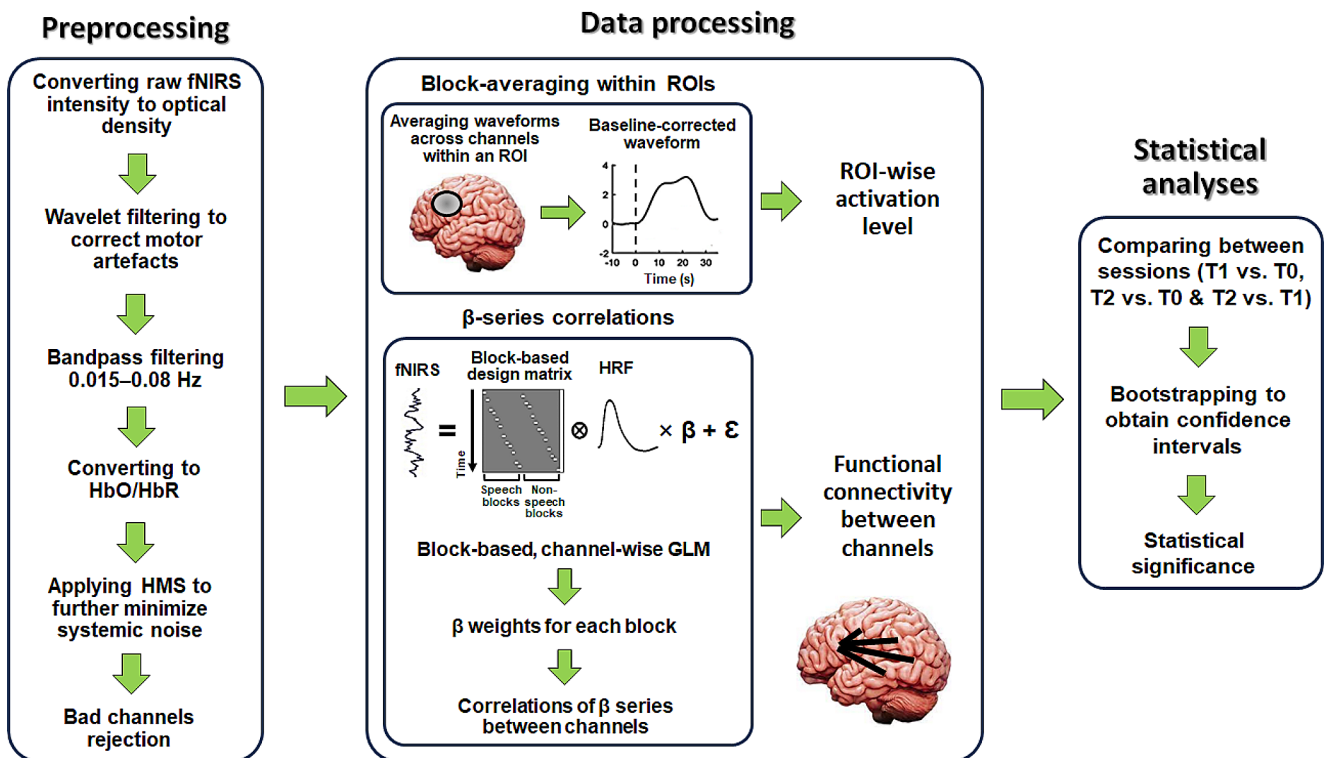 Preprocessing
Converting raw fNIRS
intensity to optical
density
Wavelet filtering to
correct motor
artefacts
Bandpass filtering
0.015–0.08 Hz
Converting to
HbO/HbR
Applying HMS to
further minimize
systemic noise
Bad channels
rejection
Data processing
Block-averaging within ROIs
Averaging waveforms
across channels
within an ROI
Baseline-corrected
waveform
4
2
0
-2
-10 0 10 20 30
Time (s)
ROI-wise
activation
level
β-series correlations
fNIRS
Block-based
design matrix
HRF
=
⊗
× β + Ɛ
Time
Speech
blocks
Non-
speech
blocks
Block-based, channel-wise GLM
β weights for each block
Correlations of β series
between channels
Functional
connectivity
between
channels
Statistical
analyses
Comparing between
sessions (T1 vs. T0,
T2 vs. T0 & T2 vs. T1)
Bootstrapping to
obtain confidence
intervals
Statistical
significance